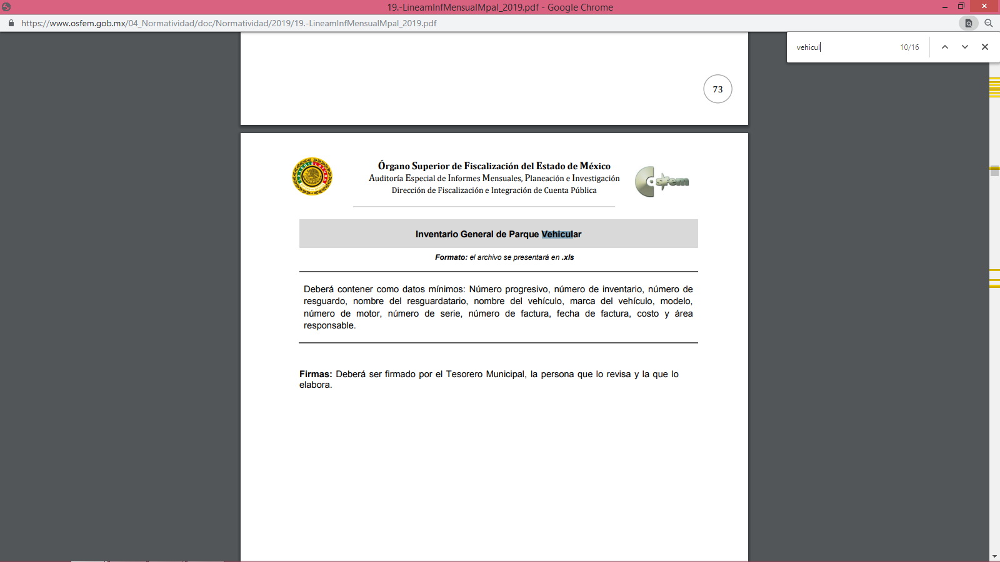 19.-LineamInfMensualMpal_2019.pdf - Google Chrome
https://www.osfem.gob.mx/04_Normatividad/doc/Normatividad/2019/19.-LineamInfMensualMpal_2019.pdf
vehicul 10/16
73
Órgano Superior de Fiscalización del Estado de México
Auditoría Especial de Informes Mensuales, Planeación e Investigación
Dirección de Fiscalización e Integración de Cuenta Pública
osfem
Inventario General de Parque Vehicular
Formato: el archivo se presentará en .xls
Deberá contener como datos mínimos: Número progresivo, número de inventario, número de
resguardo, nombre del resguardatario, nombre del vehículo, marca del vehículo, modelo,
número de motor, número de serie, número de factura, fecha de factura, costo y área
responsable.
Firmas: Deberá ser firmado por el Tesorero Municipal, la persona que lo revisa y la que lo
elabora.